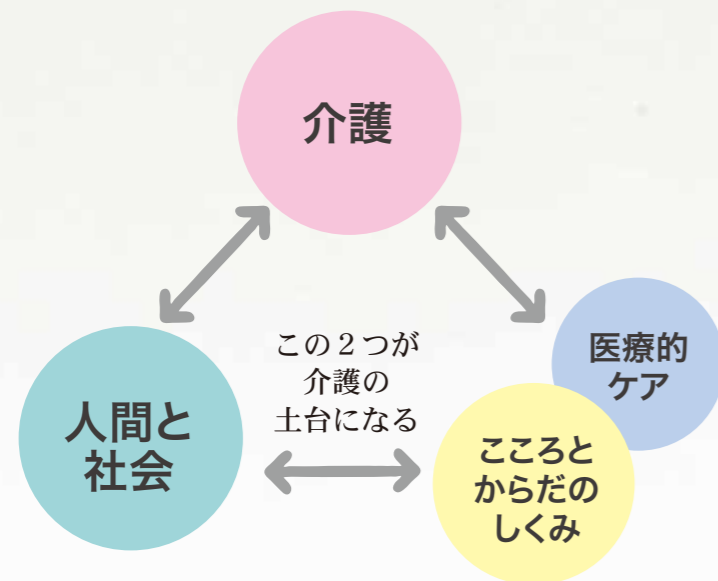 介護
この２つが
介護の
土台になる
人間と
社会
医療的
ケア
こころと
からだの
しくみ